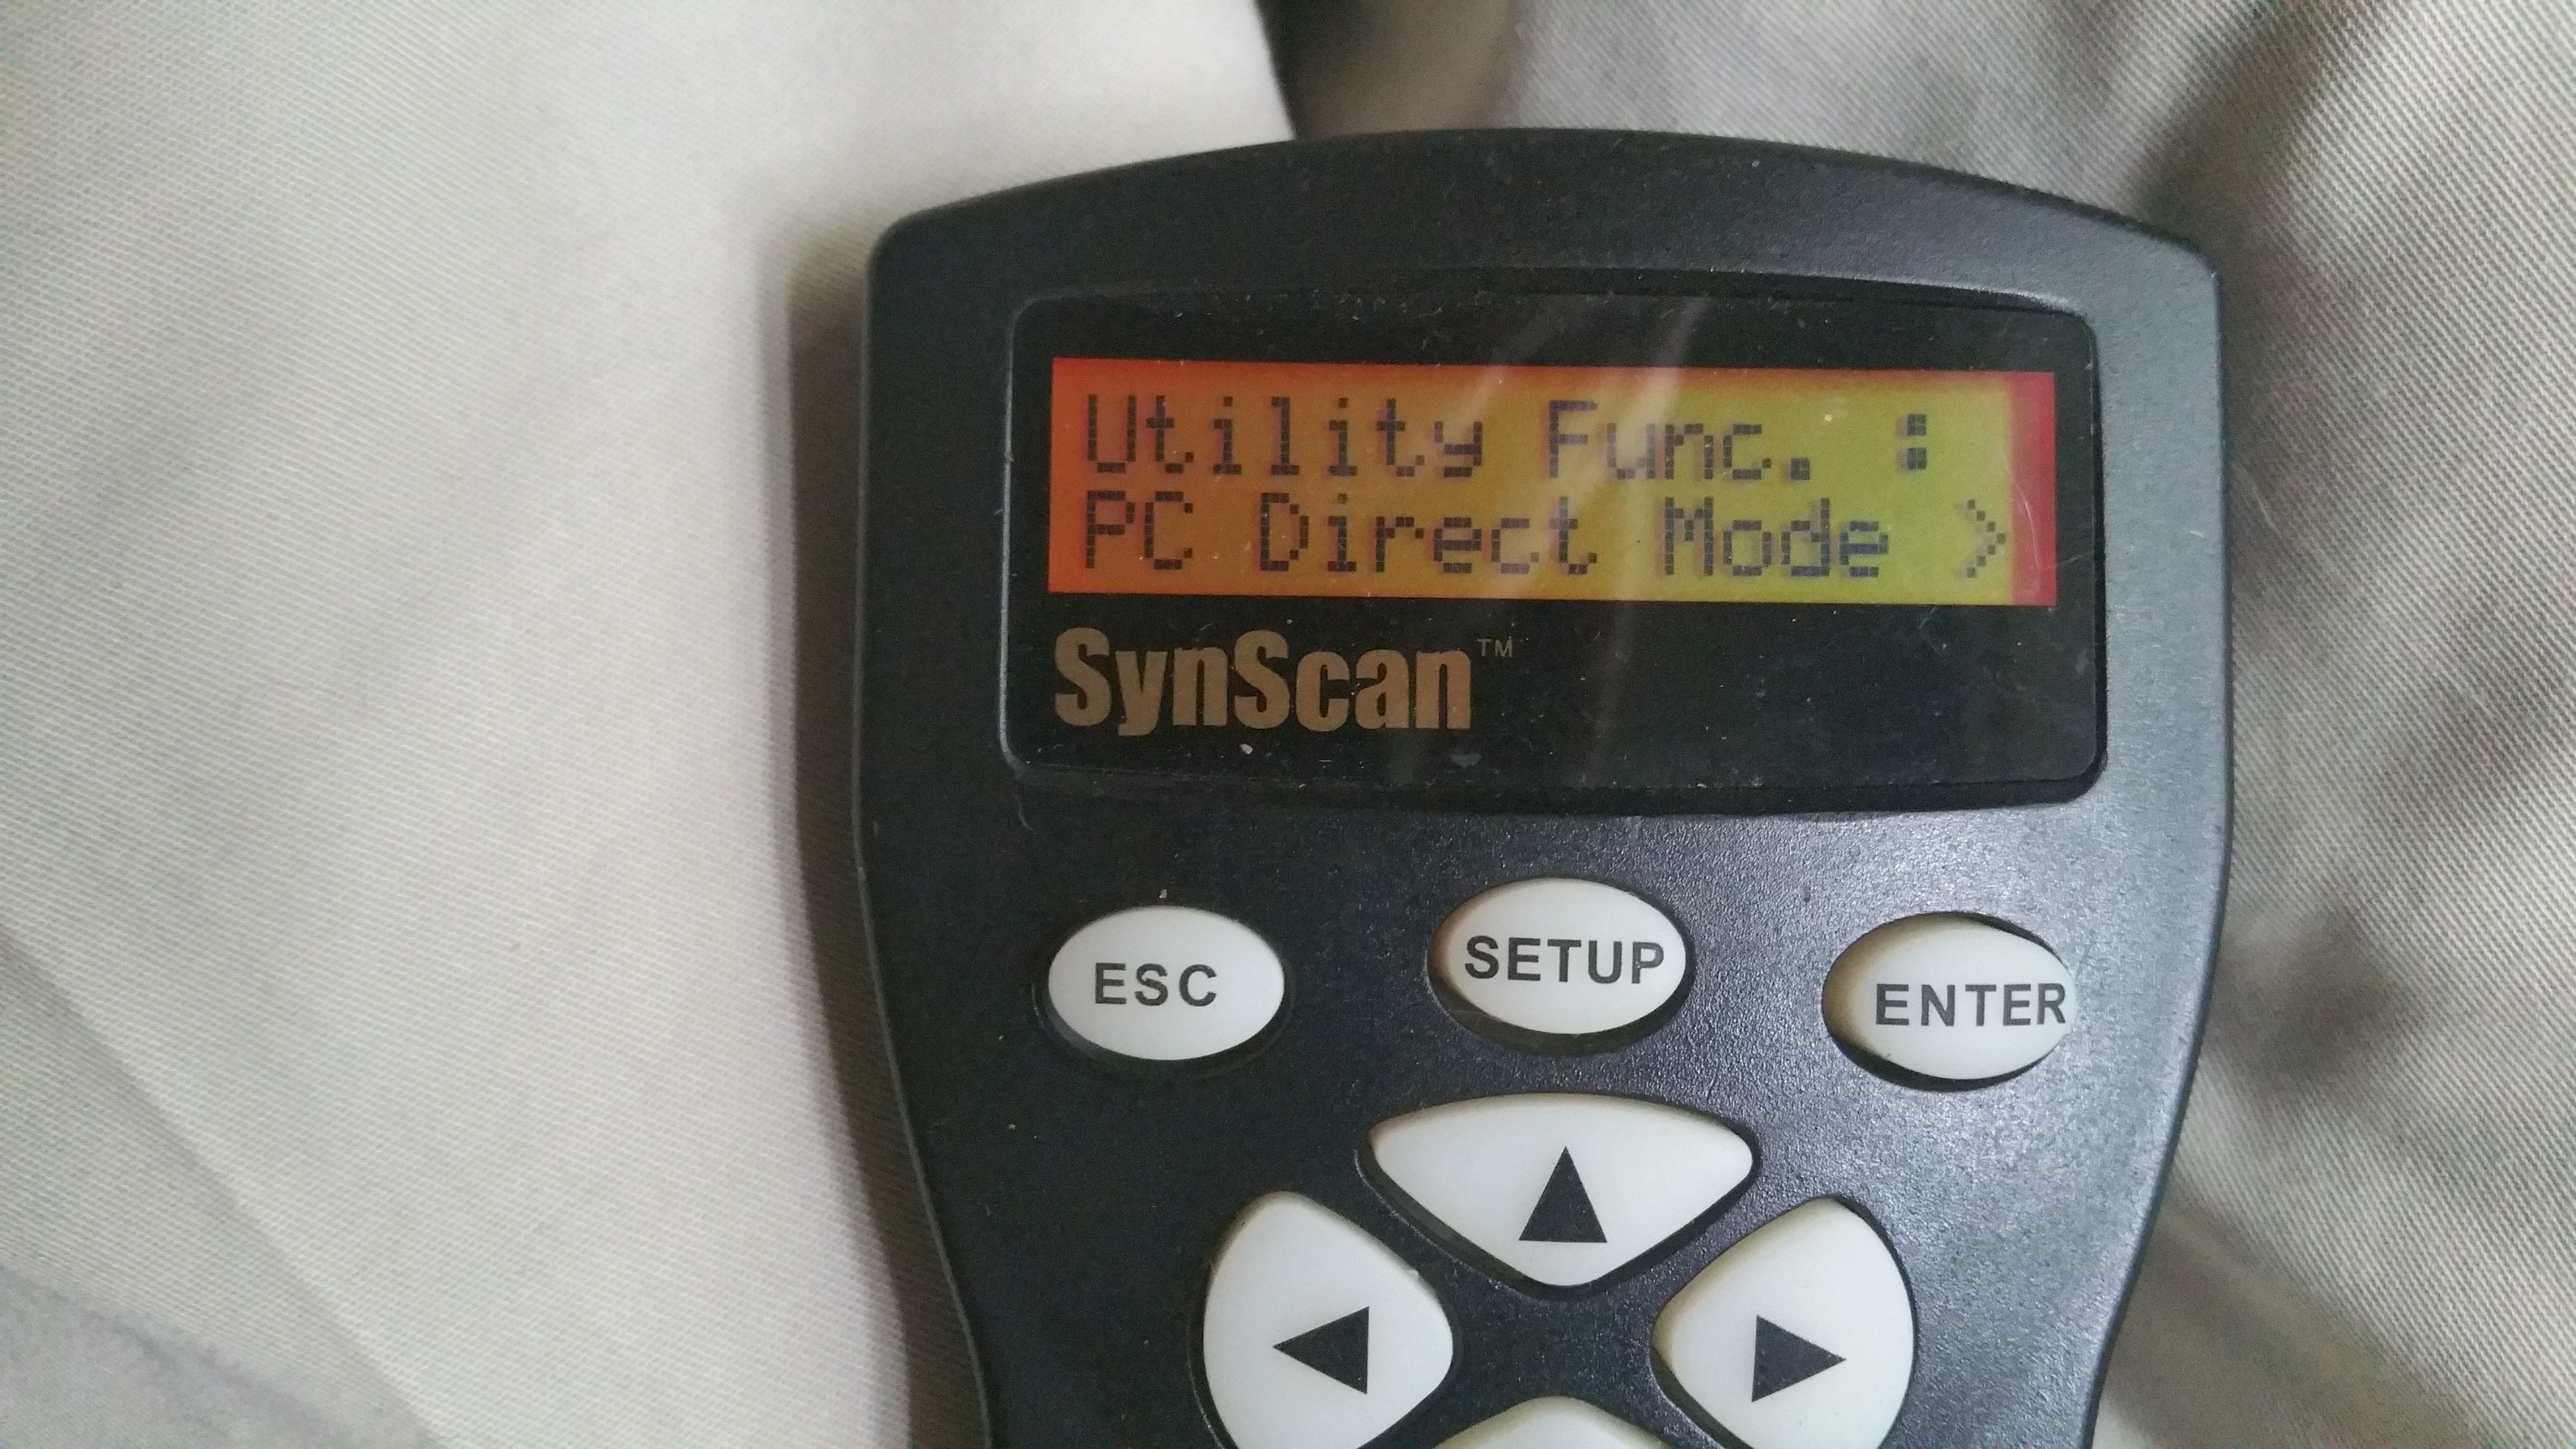 Utility Func. :
PC Direct Mode >
SynScan™
ESC
SETUP
ENTER